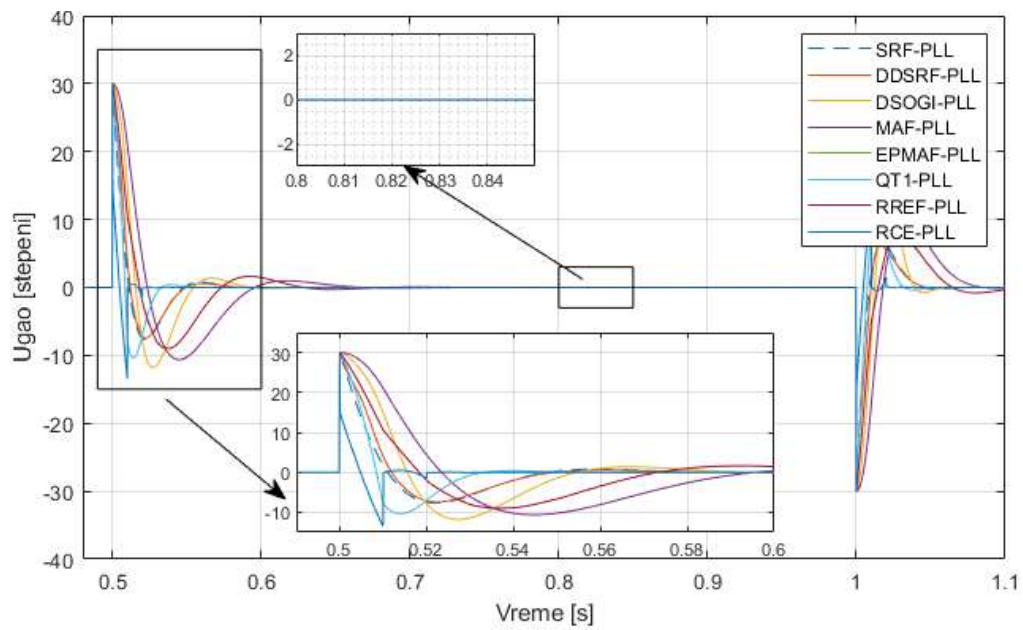 40
30
20
10
0
-10
-20
-30
-40
Ugao [stepeni]
2
0
-2
0.8 0.81 0.82 0.83 0.84
SRF-PLL
DDSRF-PLL
DSOGI-PLL
MAF-PLL
EPMAF-PLL
QT1-PLL
RREF-PLL
RCE-PLL
30
20
10
0
-10
0.5 0.52 0.54 0.56 0.58 0.6
0.5 0.6 0.7 0.8 0.9 1 1.1
Vreme [s]